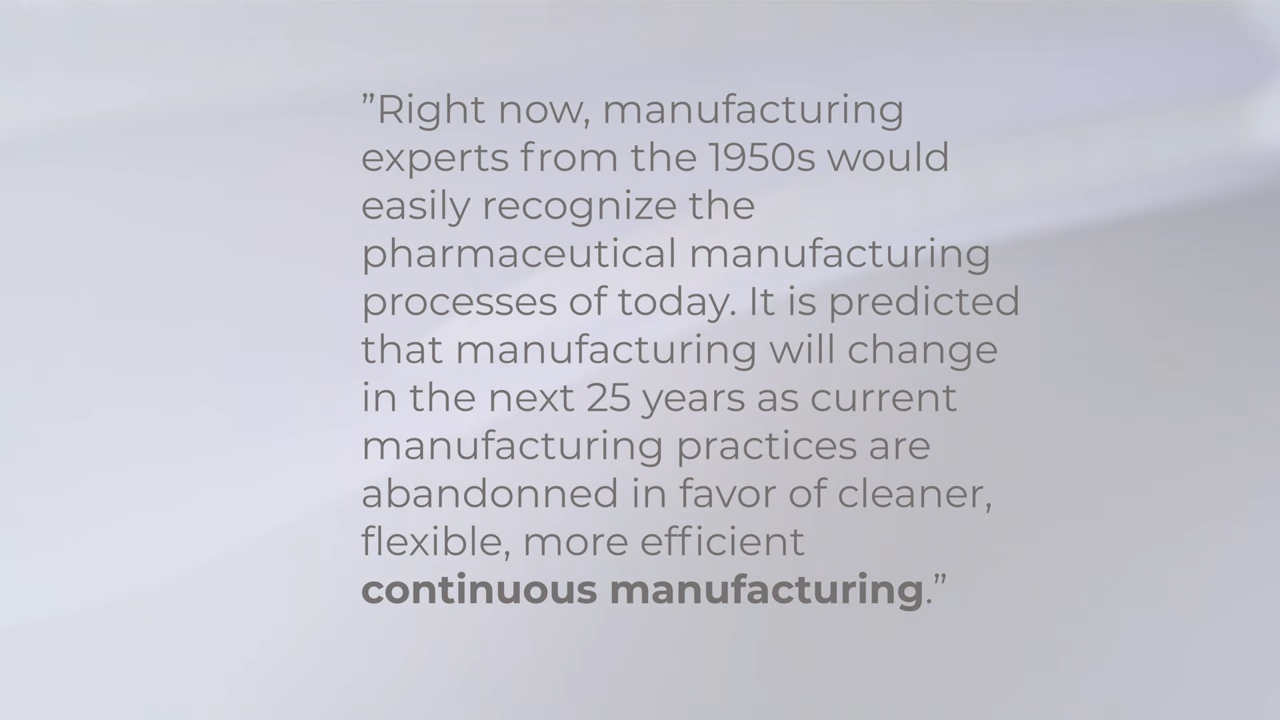 ”Right now, manufacturing
experts from the 1950s would
easily recognize the
pharmaceutical manufacturing
processes of today. It is predicted
that manufacturing will change
in the next 25 years as current
manufacturing practices are
abandonned in favor of cleaner,
flexible, more efficient
continuous manufacturing.”